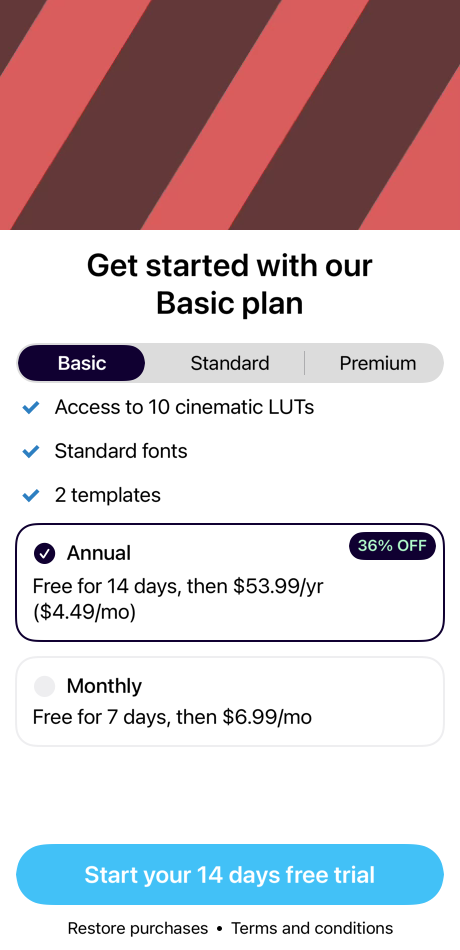 Get started with our
Basic plan
Basic
Standard
Premium
Access to 10 cinematic LUTs
Standard fonts
2 templates
Annual
36% OFF
Free for 14 days, then $53.99/yr
($4.49/mo)
Monthly
Free for 7 days, then $6.99/mo
Start your 14 days free trial
Restore purchases • Terms and conditions